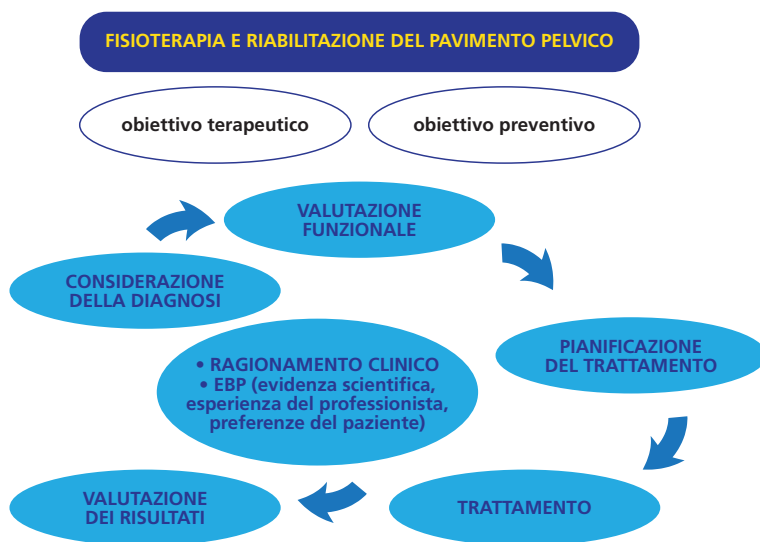 FISIOTERAPIA E RIABILITAZIONE DEL PAVIMENTO PELVICO
obiettivo terapeutico
obiettivo preventivo
VALUTAZIONE
FUNZIONALE
CONSIDERAZIONE
DELLA DIAGNOSI
PIANIFICAZIONE
DEL TRATTAMENTO
• RAGIONAMENTO CLINICO
• EBP (evidenza scientifica,
esperienza del professionista,
preferenze del paziente)
VALUTAZIONE
DEI RISULTATI
TRATTAMENTO